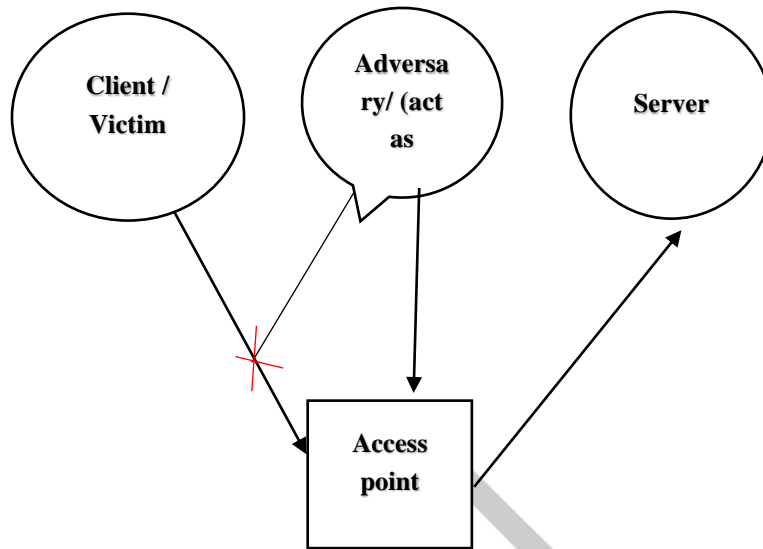 Client /
Victim
Adversa
ry/ (act
as
Server
Access
point